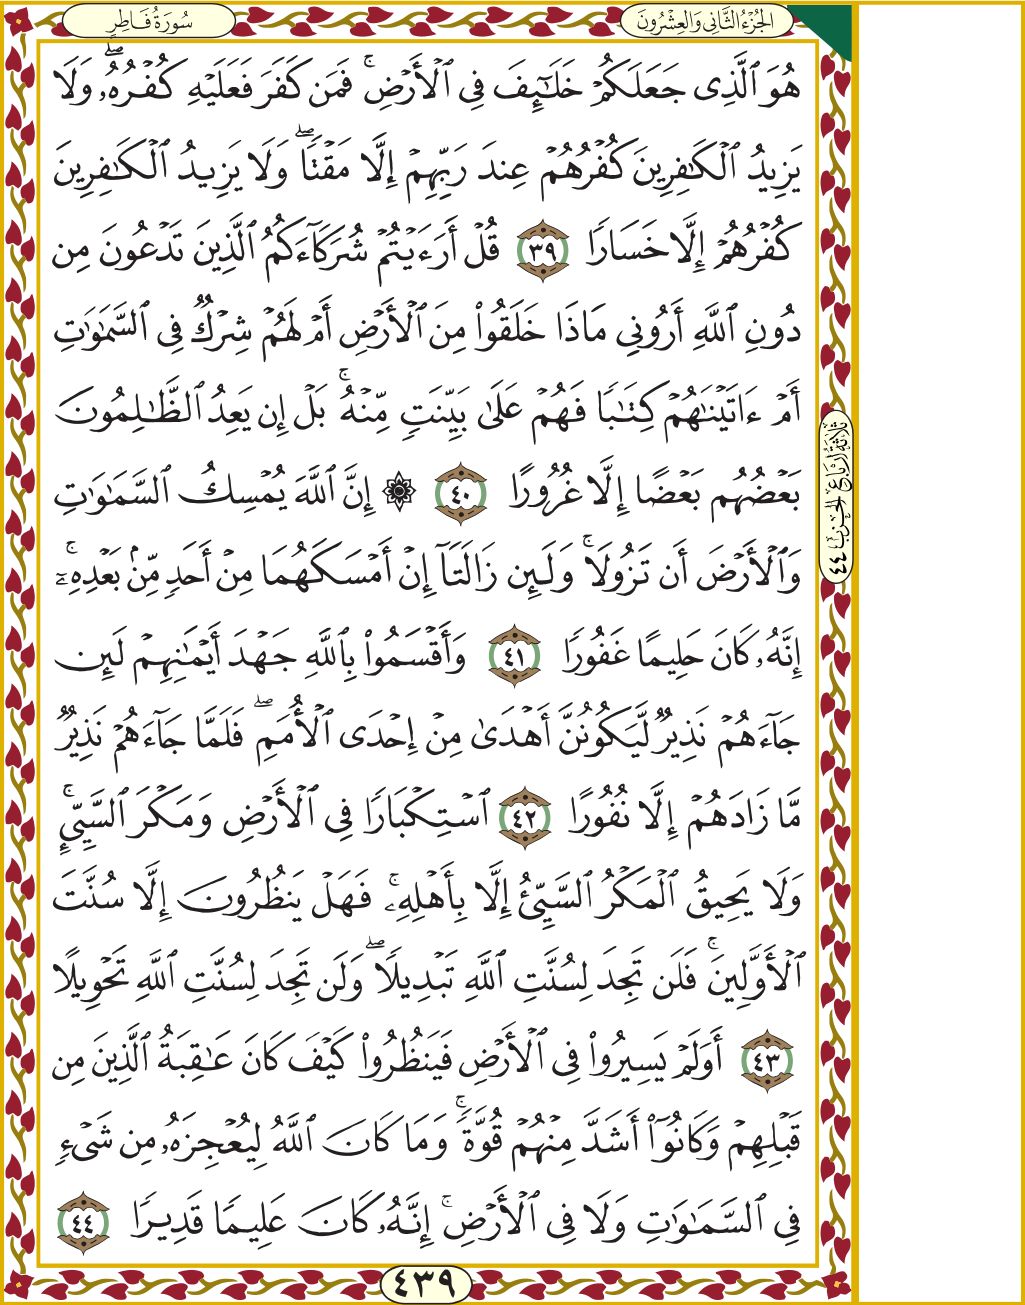 الجُزْءُ الثَّانِي وَالعِشْرُونَ
سُورَةُ فَاطِرٍ
هُوَ ٱلَّذِى جَعَلَكُمْ خَلَـٰٓئِفَ فِى ٱلْأَرْضِ ۚ فَمَن كَفَرَ فَعَلَيْهِ كُفْرُهُۥ ۖ وَلَا
يَزِيدُ ٱلْكَـٰفِرِينَ كُفْرُهُمْ عِندَ رَبِّهِمْ إِلَّا مَقْتًا ۖ وَلَا يَزِيدُ ٱلْكَـٰفِرِينَ
كُفْرُهُمْ إِلَّا خَسَارًا ٣٩ قُلْ أَرَءَيْتُمْ شُرَكَآءَكُمُ ٱلَّذِينَ تَدْعُونَ مِن
دُونِ ٱللَّهِ أَرُونِى مَاذَا خَلَقُوا۟ مِنَ ٱلْأَرْضِ أَمْ لَهُمْ شِرْكٌ فِى ٱلسَّمَـٰوَٰتِ
أَمْ ءَاتَيْنَـٰهُمْ كِتَـٰبًا فَهُمْ عَلَىٰ بَيِّنَتٍ مِّنْهُ ۚ بَلْ إِن يَعِدُ ٱلظَّـٰلِمُونَ
بَعْضُهُم بَعْضًا إِلَّا غُرُورًا ٤٠ ۞ إِنَّ ٱللَّهَ يُمْسِكُ ٱلسَّمَـٰوَٰتِ
وَٱلْأَرْضَ أَن تَزُولَا ۚ وَلَئِن زَالَتَآ إِنْ أَمْسَكَهُمَا مِنْ أَحَدٍ مِّنۢ بَعْدِهِۦٓ ۚ
إِنَّهُۥ كَانَ حَلِيمًا غَفُورًا ٤١ وَأَقْسَمُوا۟ بِٱللَّهِ جَهْدَ أَيْمَـٰنِهِمْ لَئِن
جَآءَهُمْ نَذِيرٌ لَّيَكُونُنَّ أَهْدَىٰ مِنْ إِحْدَى ٱلْأُمَمِ ۖ فَلَمَّا جَآءَهُمْ نَذِيرٌ
مَّا زَادَهُمْ إِلَّا نُفُورًا ٤٢ ٱسْتِكْبَارًا فِى ٱلْأَرْضِ وَمَكْرَ ٱلسَّيِّئِ ۚ
وَلَا يَحِيقُ ٱلْمَكْرُ ٱلسَّيِّئُ إِلَّا بِأَهْلِهِۦ ۚ فَهَلْ يَنظُرُونَ إِلَّا سُنَّتَ
ٱلْأَوَّلِينَ ۚ فَلَن تَجِدَ لِسُنَّتِ ٱللَّهِ تَبْدِيلًا ۖ وَلَن تَجِدَ لِسُنَّتِ ٱللَّهِ تَحْوِيلًا
٤٣ أَوَلَمْ يَسِيرُوا۟ فِى ٱلْأَرْضِ فَيَنظُرُوا۟ كَيْفَ كَانَ عَـٰقِبَةُ ٱلَّذِينَ مِن
قَبْلِهِمْ وَكَانُوٓا۟ أَشَدَّ مِنْهُمْ قُوَّةً ۚ وَمَا كَانَ ٱللَّهُ لِيُعْجِزَهُۥ مِن شَىْءٍ
فِى ٱلسَّمَـٰوَٰتِ وَلَا فِى ٱلْأَرْضِ ۚ إِنَّهُۥ كَانَ عَلِيمًا قَدِيرًا ٤٤
ثَلَاثَةُ أَرْبَاعِ الحِزْبِ ٤٤
٤٣٩